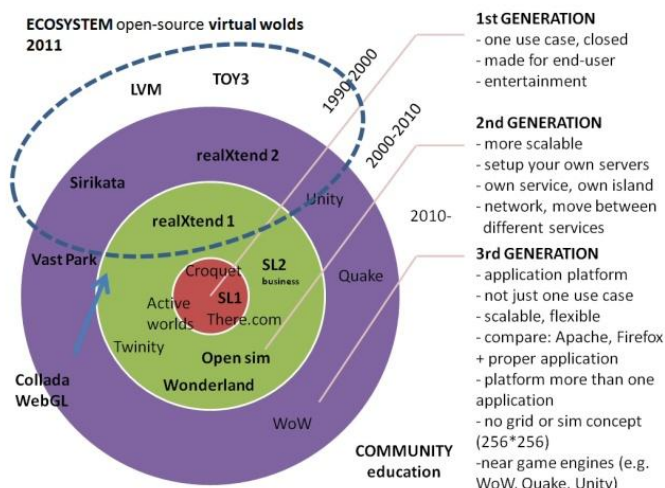 ECOSYSTEM open-source virtual wolds
2011
LVM
TOY3
1990-2000
2000-2010
2010-
realXtend 2
Sirikata
Unity
realXtend 1
Vast Park
Croquet
SL2
business
Quake
SL1
Active
worlds
There.com
Twinity
Open sim
Wonderland
Collada
WebGL
WoW
COMMUNITY
education
1st GENERATION
- one use case, closed
- made for end-user
- entertainment
2nd GENERATION
- more scalable
- setup your own servers
- own service, own island
- network, move between
different services
3rd GENERATION
- application platform
- not just one use case
- scalable, flexible
- compare: Apache, Firefox
+ proper application
- platform more than one
application
- no grid or sim concept
(256*256)
-near game engines (e.g.
WoW, Quake, Unity)